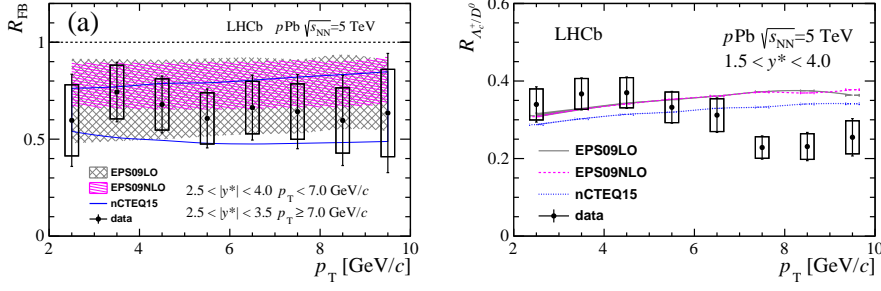 (a)
LHCb pPb √s_NN=5 TeV
R_FB
1
0.5
0
EPS09LO
EPS09NLO
nCTEQ15
data
2.5 < |y*| < 4.0 p_T < 7.0 GeV/c
2.5 < |y*| < 3.5 p_T ≥ 7.0 GeV/c
2 4 6 8 10
p_T [GeV/c]
R_Λc+/D0
LHCb
pPb √s_NN=5 TeV
1.5 < y* < 4.0
0.6
0.4
0.2
0.0
EPS09LO
EPS09NLO
nCTEQ15
data
2 4 6 8 10
p_T [GeV/c]